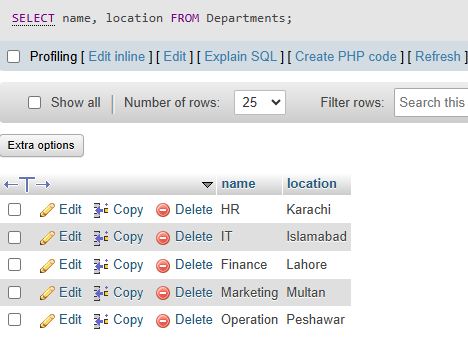 SELECT name, location FROM Departments;
Profiling [ Edit inline ] [ Edit ] [ Explain SQL ] [ Create PHP code ] [ Refresh ]
Show all Number of rows: 25 Filter rows: Search this
Extra options
←T→ name location
Edit Copy Delete HR Karachi
Edit Copy Delete IT Islamabad
Edit Copy Delete Finance Lahore
Edit Copy Delete Marketing Multan
Edit Copy Delete Operation Peshawar